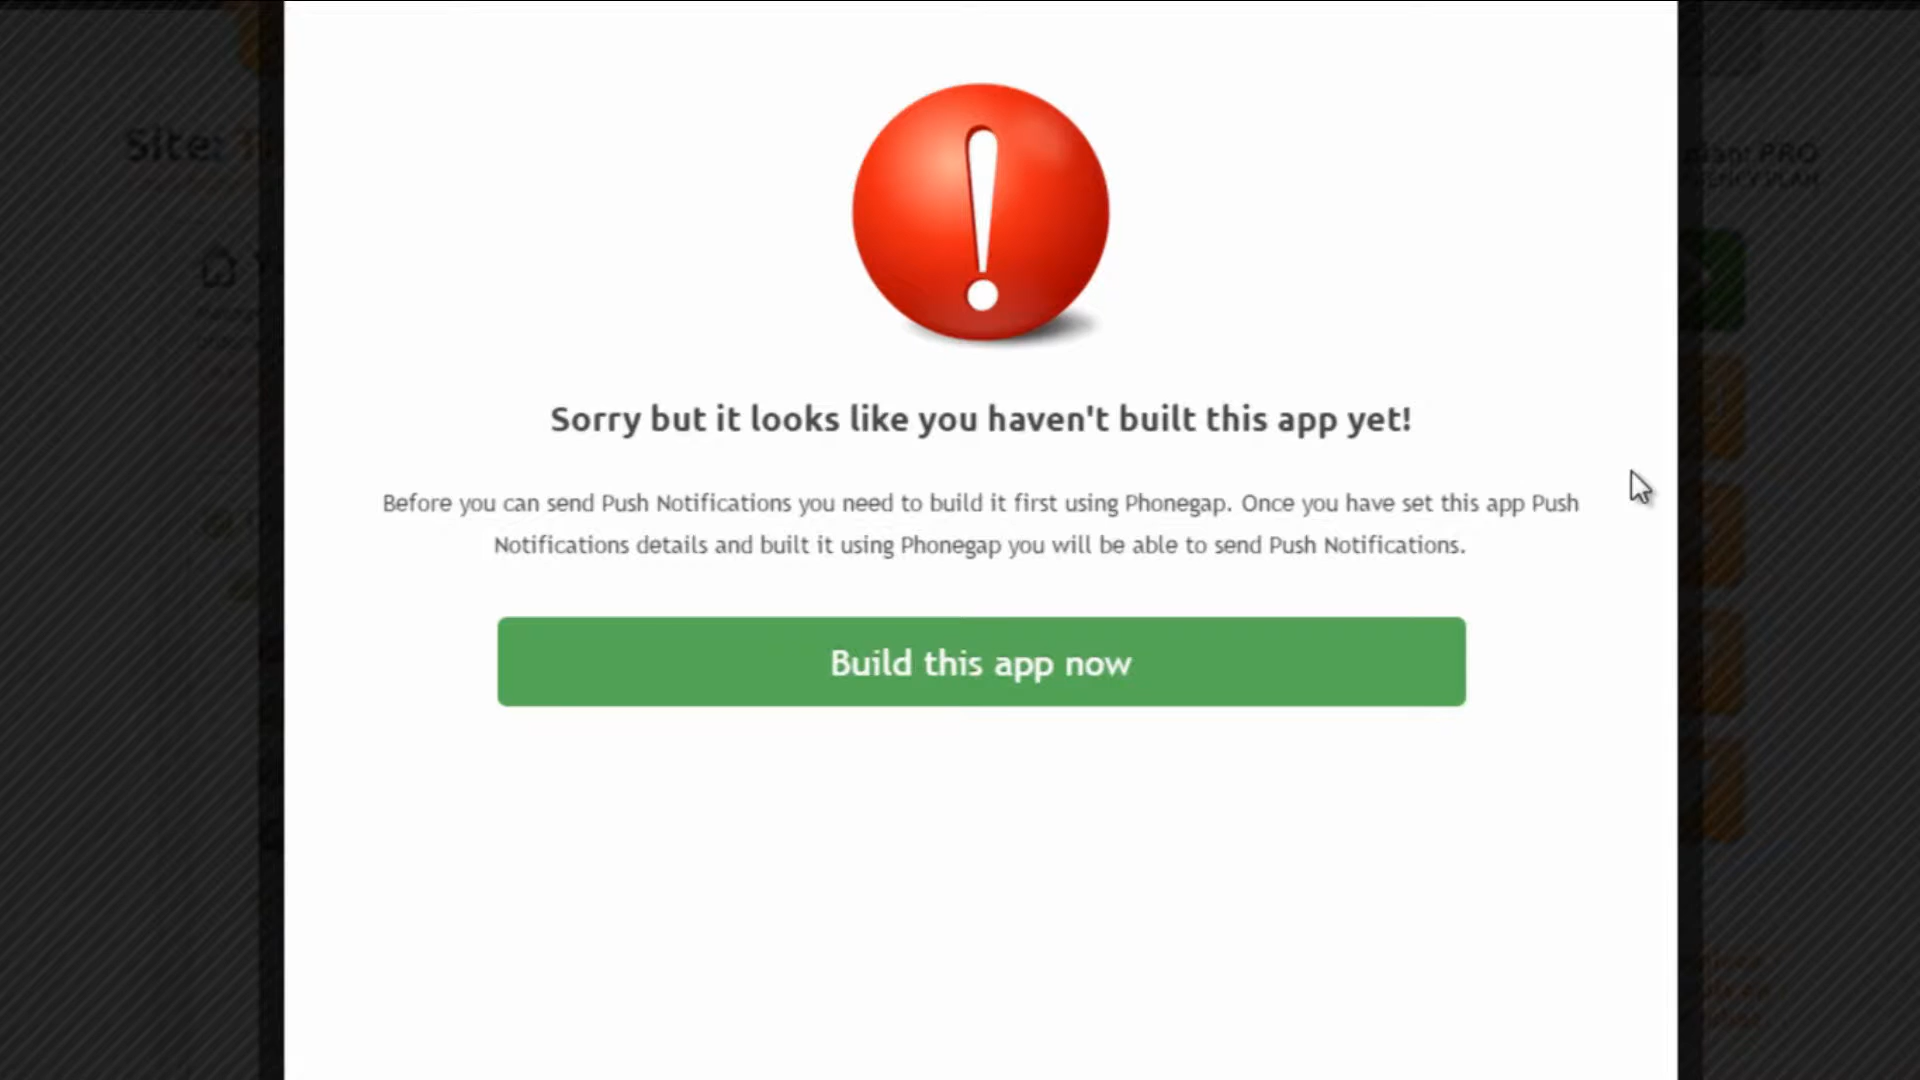 Site:
PRO
Sorry but it looks like you haven't built this app yet!
Before you can send Push Notifications you need to build it first using Phonegap. Once you have set this app Push
Notifications details and built it using Phonegap you will be able to send Push Notifications.
Build this app now